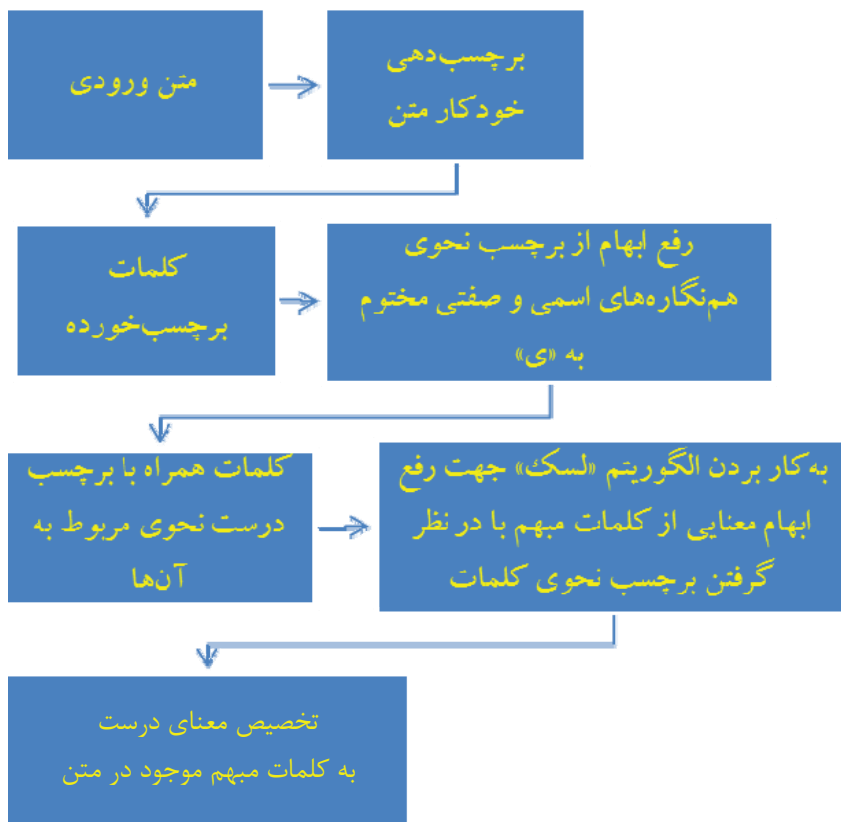 متن ورودی
برچسب‌دهی
خودکار متن
کلمات
برچسب‌خورده
رفع ابهام از برچسب نحوی
هم‌نگاره‌های اسمی و صفتی مختوم
به «ی»
کلمات همراه با برچسب
درست نحوی مربوط به
آن‌ها
به‌کار بردن الگوریتم «لسک» جهت رفع
ابهام معنایی از کلمات مبهم با در نظر
گرفتن برچسب نحوی کلمات
تخصیص معنای درست
به کلمات مبهم موجود در متن